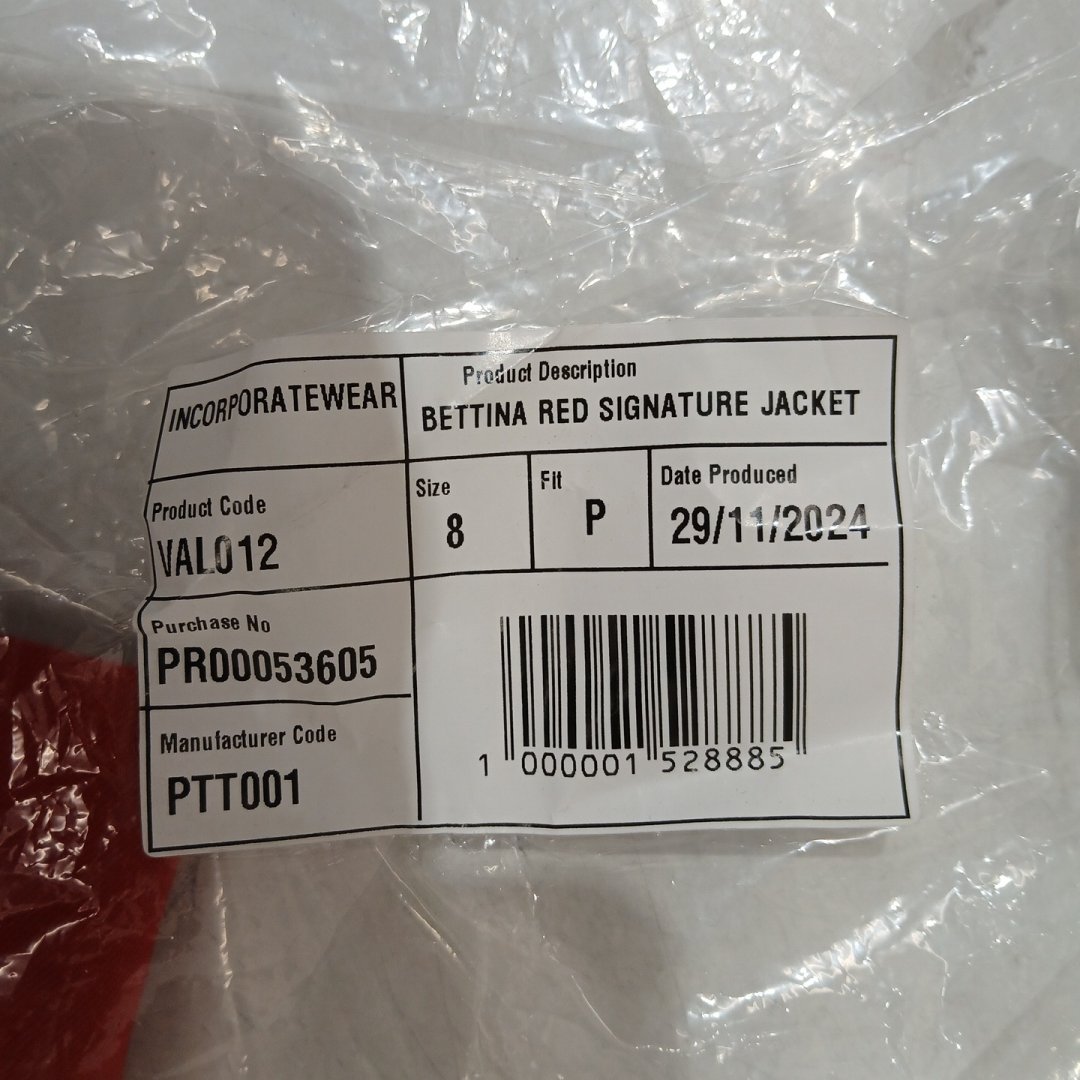 INCORPORATEWEAR
Product Description
BETTINA RED SIGNATURE JACKET
Product Code
VAL012
Size
8
Fit
P
Date Produced
29/11/2024
Purchase No
PR00053605
Manufacturer Code
PTT001
1 000001 528885